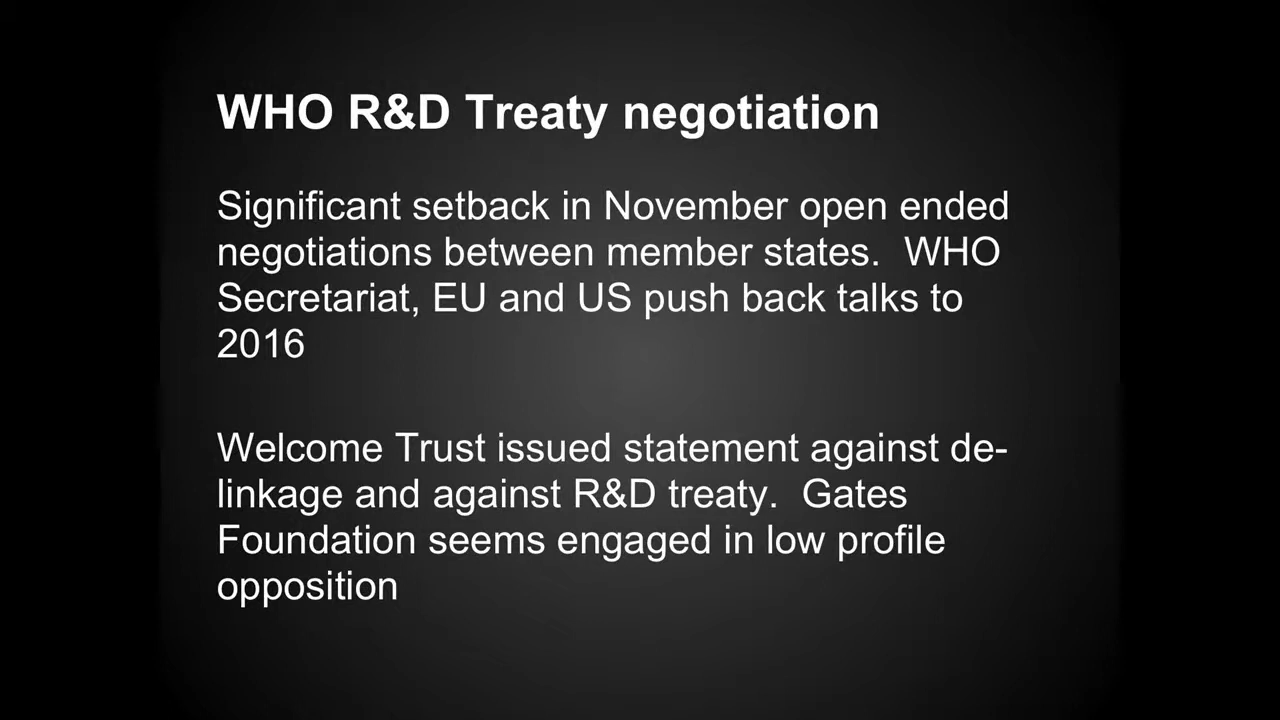 WHO R&D Treaty negotiation
Significant setback in November open ended
negotiations between member states.  WHO
Secretariat, EU and US push back talks to
2016
Welcome Trust issued statement against de-
linkage and against R&D treaty.  Gates
Foundation seems engaged in low profile
opposition